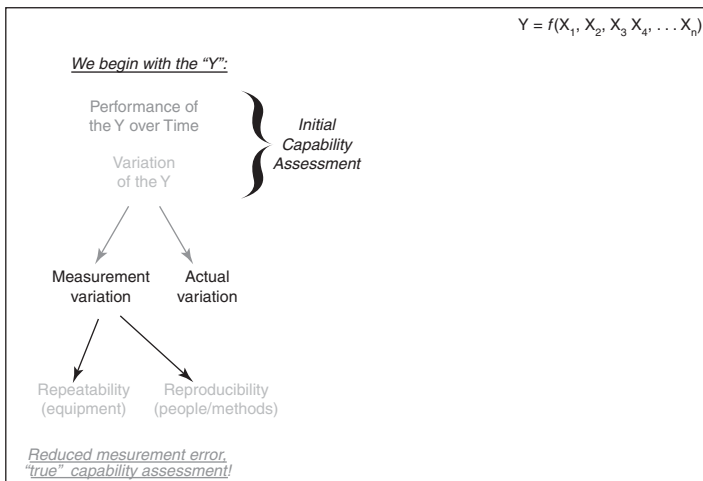 Y = f(X1, X2, X3 X4, . . . Xn)
We begin with the “Y”:
Performance of
the Y over Time
Initial
Capability
Assessment
Variation
of the Y
Measurement
variation
Actual
variation
Repeatability
(equipment)
Reproducibility
(people/methods)
Reduced mesurement error,
“true” capability assessment!